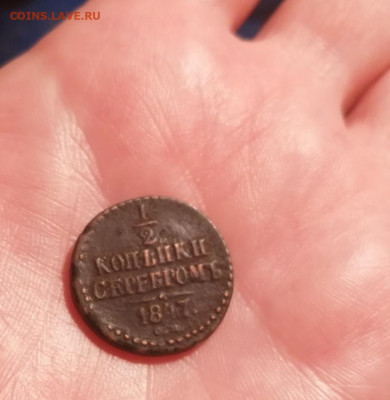 COINS.LAVE.RU
1/2
КОПѢЙКИ
СЕРЕБРОМЪ
1847.